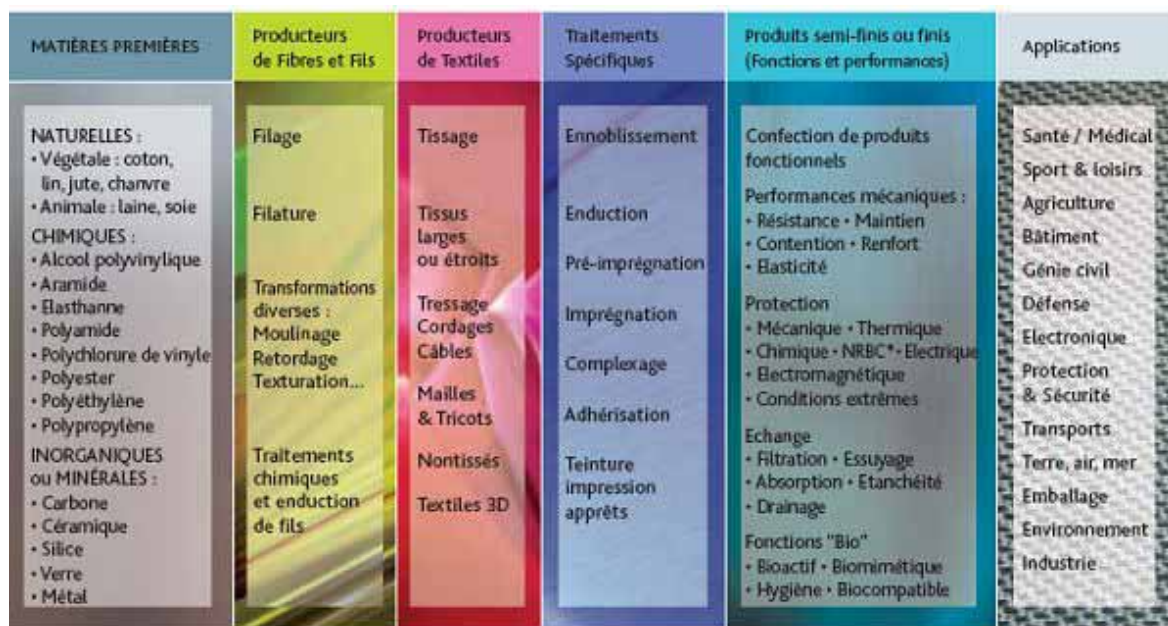 MATIÈRES PREMIÈRES
NATURELLES :
• Végétale : coton,
lin, jute, chanvre
• Animale : laine, soie
CHIMIQUES :
• Alcool polyvinylique
• Aramide
• Elasthanne
• Polyamide
• Polychlorure de vinyle
• Polyester
• Polyéthylène
• Polypropylène
INORGANIQUES
OU MINÉRALES :
• Carbone
• Céramique
• Silice
• Verre
• Métal
Producteurs
de Fibres et Fils
Filage
Filature
Transformations
diverses :
Moulinage
Retordage
Texturation...
Traitements
chimiques
et enduction
de fils
Producteurs
de Textiles
Tissage
Tissus
larges
ou étroits
Tressage
Cordages
Câbles
Mailles
& Tricots
Nontissés
Textiles 3D
Traitements
Spécifiques
Ennoblissement
Enduction
Pré-imprégnation
Imprégnation
Complexage
Adhérisation
Teinture
impression
apprêts
Produits semi-finis ou finis
(Fonctions et performances)
Confection de produits
fonctionnels
Performances mécaniques :
• Résistance • Maintien
• Contention • Renfort
• Elasticité
Protection
• Mécanique • Thermique
• Chimique • NRBC* • Electrique
• Electromagnétique
• Conditions extrêmes
Echange
• Filtration • Essuyage
• Absorption • Etanchéité
• Drainage
Fonctions "Bio"
• Bioactif • Biomimétique
• Hygiène • Biocompatible
Applications
Santé / Médical
Sport & loisirs
Agriculture
Bâtiment
Génie civil
Défense
Electronique
Protection
& Sécurité
Transports
Terre, air, mer
Emballage
Environnement
Industrie